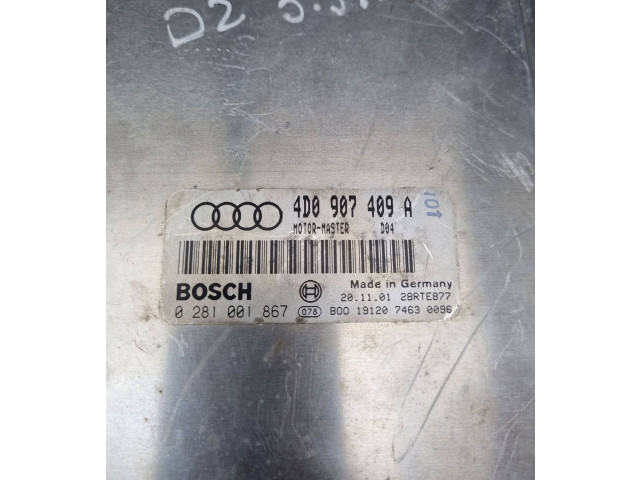 D2
4D0 907 409 A
101
MOTOR-MASTER D04
BOSCH
Made in Germany
20.11.01 28RTE877
0 281 001 867 078 B00 19120 7463 0096